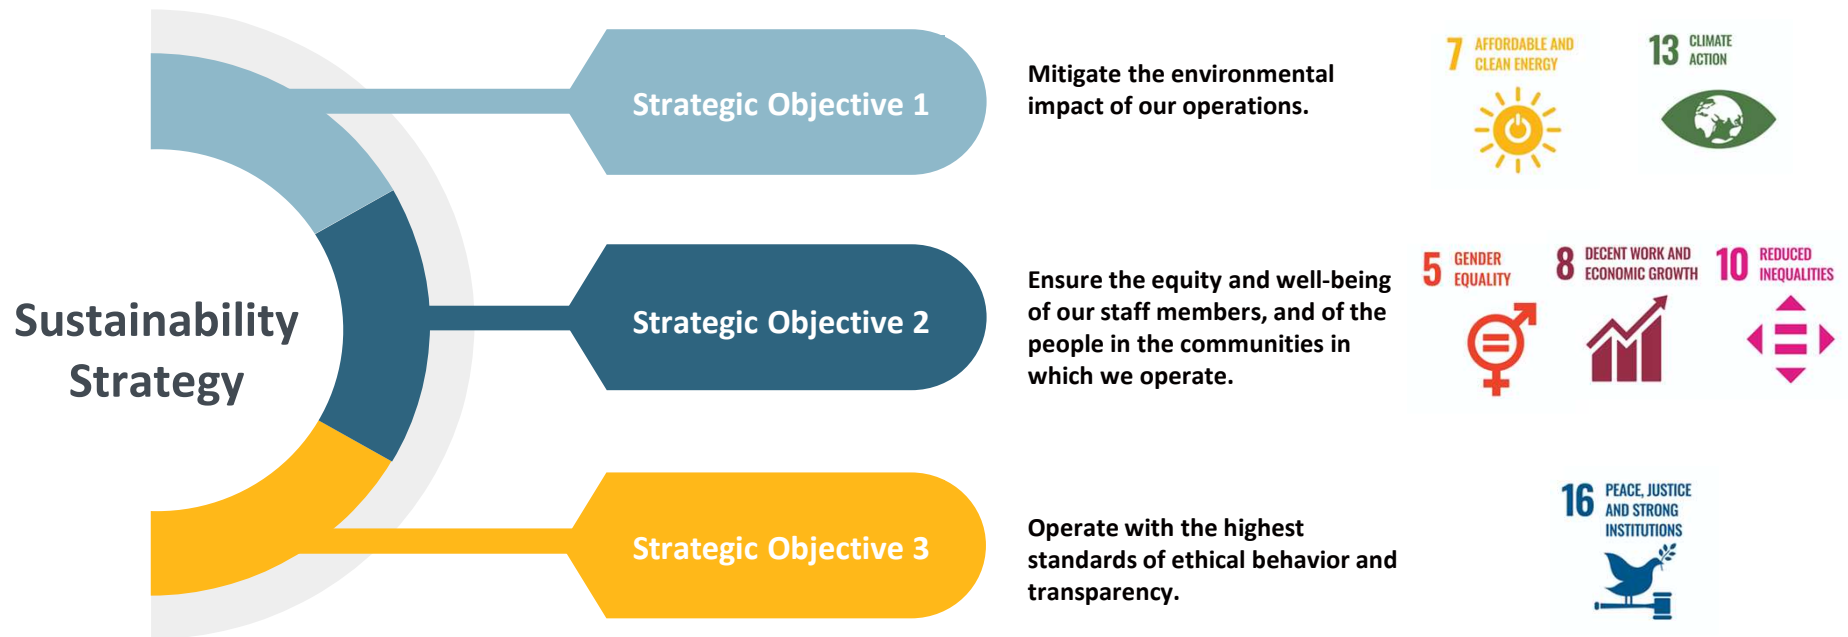 Sustainability
Strategy
Strategic Objective 1
Mitigate the environmental
impact of our operations.
7 AFFORDABLE AND
CLEAN ENERGY
13 CLIMATE
ACTION
Strategic Objective 2
Ensure the equity and well-being
of our staff members, and of the
people in the communities in
which we operate.
5 GENDER
EQUALITY
8 DECENT WORK AND
ECONOMIC GROWTH
10 REDUCED
INEQUALITIES
Strategic Objective 3
Operate with the highest
standards of ethical behavior and
transparency.
16 PEACE, JUSTICE
AND STRONG
INSTITUTIONS